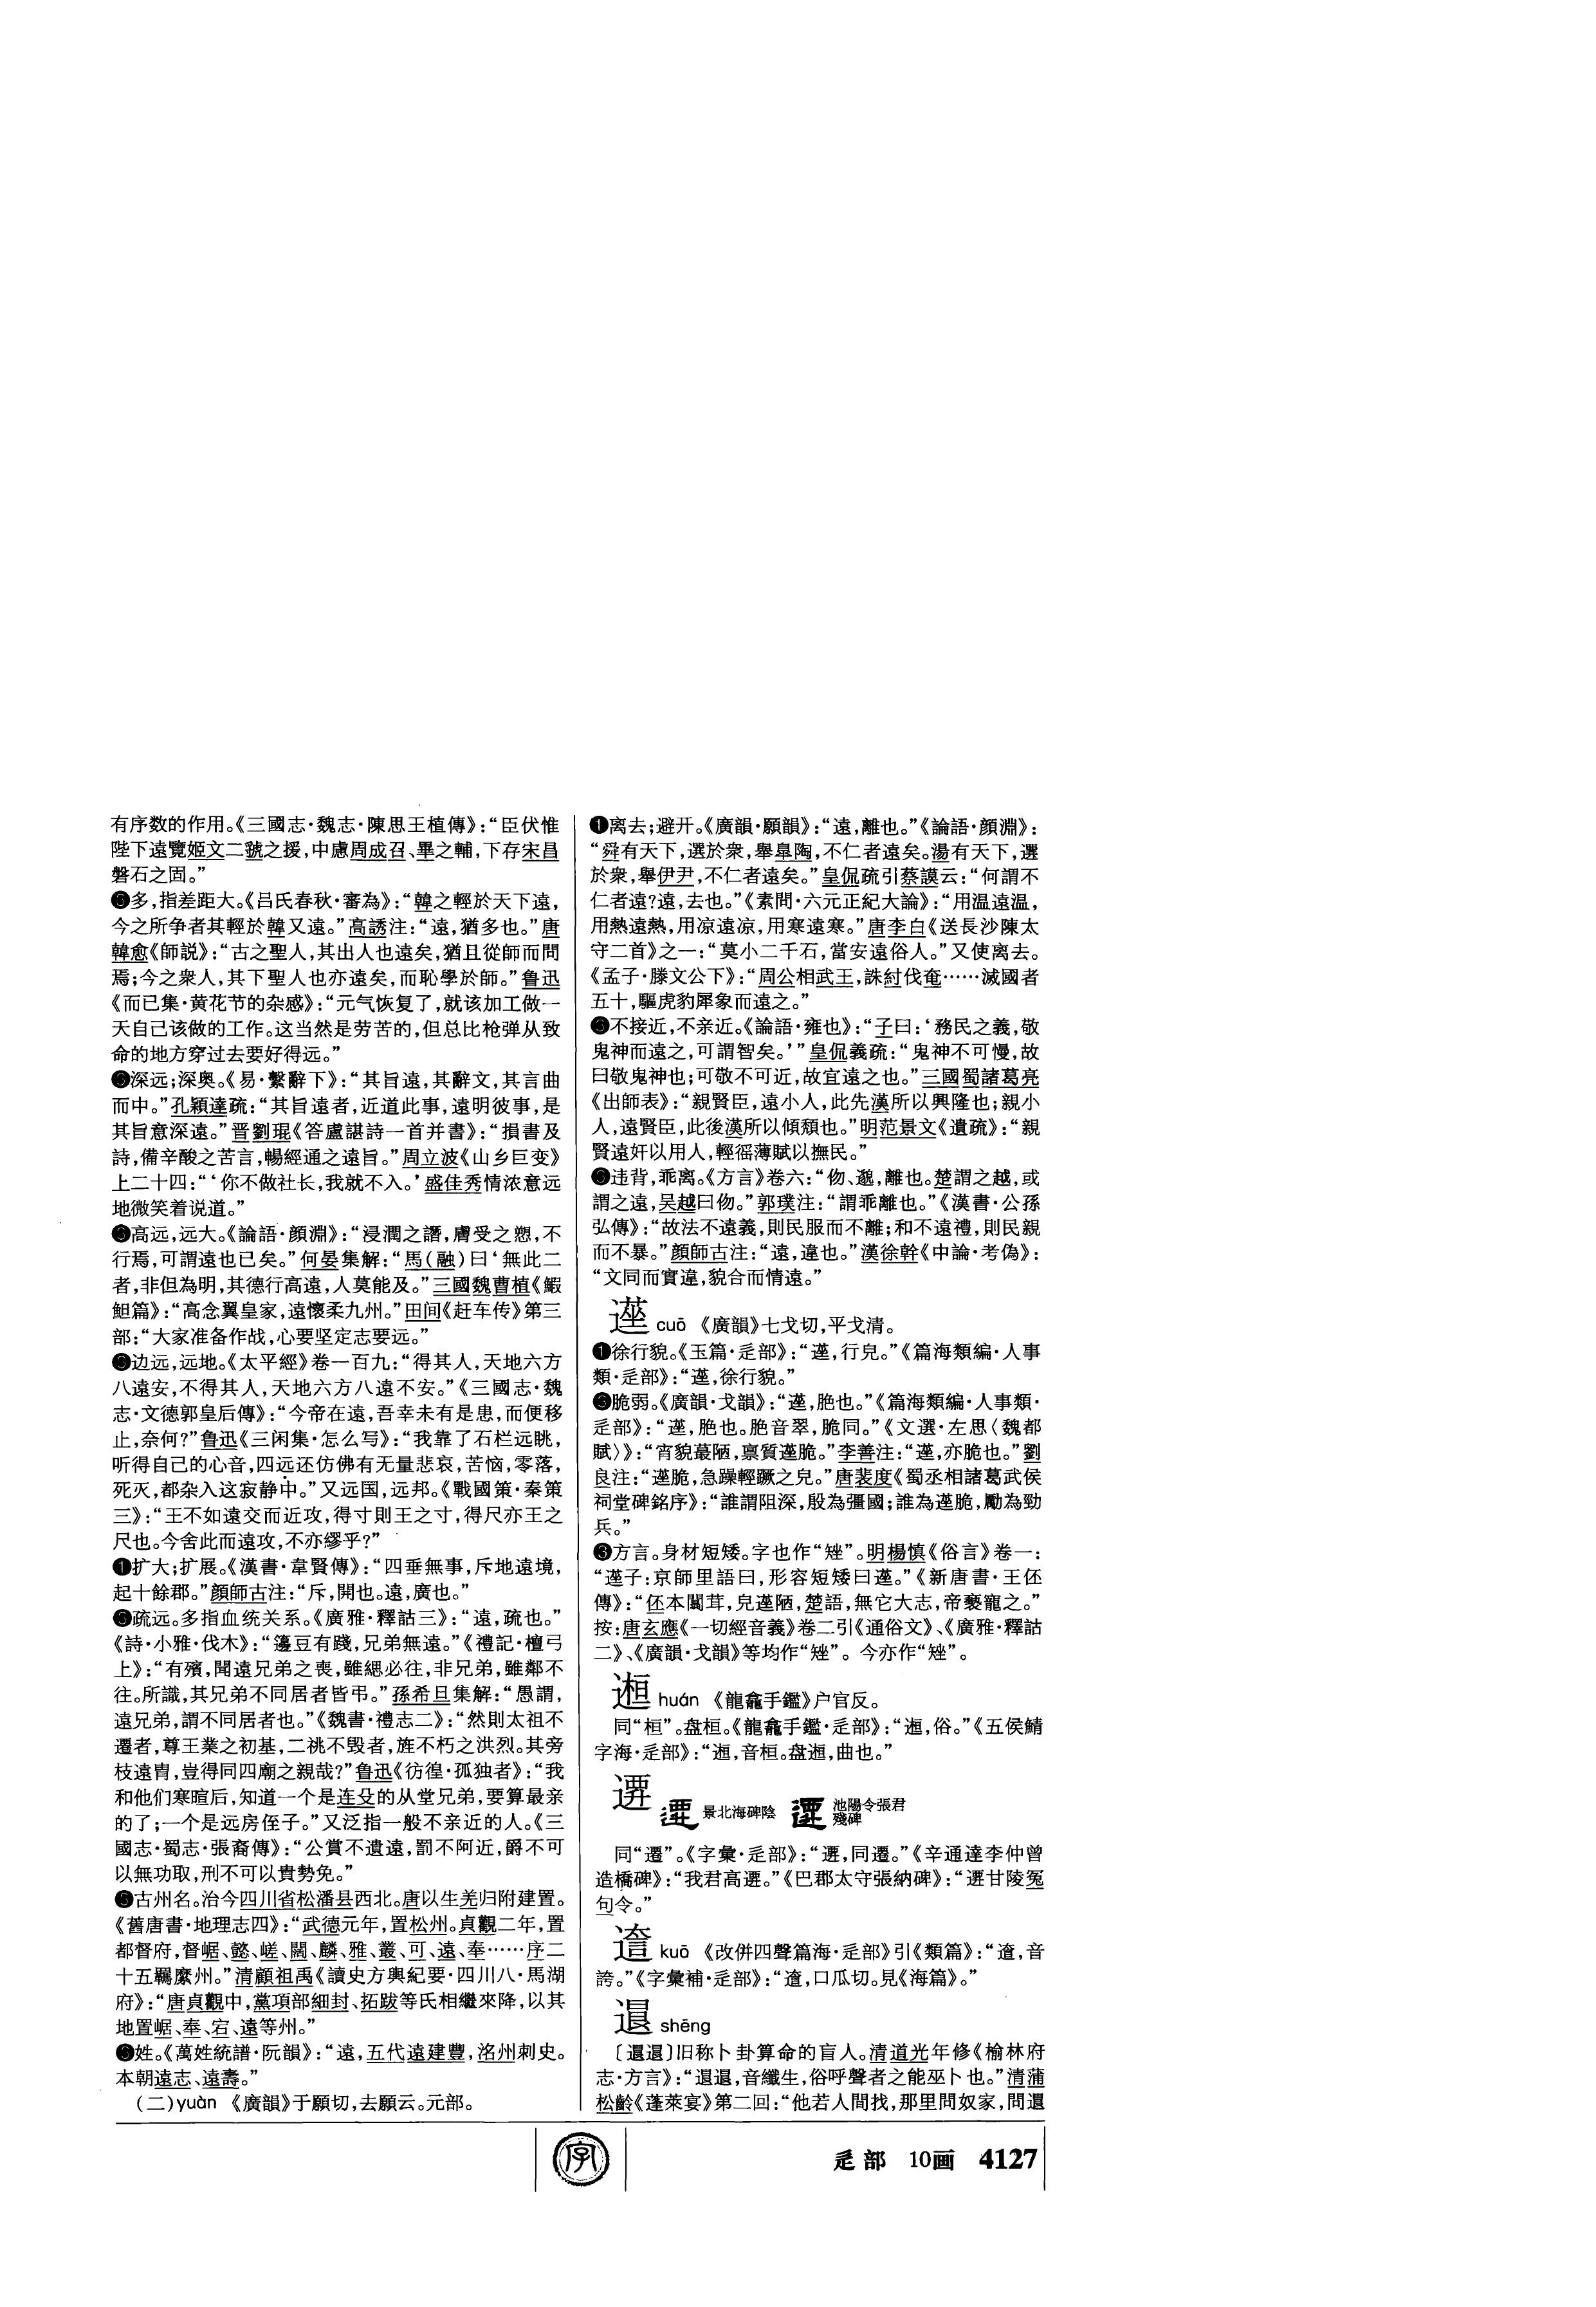 有序数的作用。《三國志·魏志·陳思王植傳》：“臣伏惟
陛下遠覽姬文二虢之援，中慮周成召、畢之輔，下存宋昌
磐石之固。”
多，指差距大。《吕氏春秋·審為》：“韓之輕於天下遠，
今之所争者其輕於韓又遠。”高誘注：“遠，猶多也。”唐
韓愈《師説》：“古之聖人，其出人也遠矣，猶且從師而問
焉；今之衆人，其下聖人也亦遠矣，而恥學於師。”鲁迅
《而已集·黄花节的杂感》：“元气恢复了，就该加工做一
天自己该做的工作。这当然是劳苦的，但总比枪弹从致
命的地方穿过去要好得远。”
深远；深奥。《易·繫辭下》：“其旨遠，其辭文，其言曲
而中。”孔穎達疏：“其旨遠者，近道此事，遠明彼事，是
其旨意深遠。”晋劉琨《答盧諶詩一首并書》：“損書及
詩，備辛酸之苦言，暢經通之遠旨。”周立波《山乡巨变》
上二十四：“‘你不做社长，我就不入。’盛佳秀情浓意远
地微笑着说道。”
高远，远大。《論語·顔淵》：“浸潤之譖，膚受之愬，不
行焉，可謂遠也已矣。”何晏集解：“馬（融）曰‘無此二
者，非但為明，其德行高遠，人莫能及。”三國魏曹植《鰕
䱇篇》：“高念翼皇家，遠懷柔九州。”田间《赶车传》第三
部：“大家准备作战，心要坚定志要远。”
边远，远地。《太平經》卷一百九：“得其人，天地六方
八遠安，不得其人，天地六方八遠不安。”《三國志·魏
志·文德郭皇后傳》：“今帝在遠，吾幸未有是患，而便移
止，奈何？”鲁迅《三闲集·怎么写》：“我靠了石栏远眺，
听得自己的心音，四远还仿佛有无量悲哀，苦恼，零落，
死灭，都杂入这寂静中。”又远国，远邦。《戰國策·秦策
三》：“王不如遠交而近攻，得寸則王之寸，得尺亦王之
尺也。今舍此而遠攻，不亦繆乎？”
❶扩大；扩展。《漢書·韋賢傳》：“四垂無事，斥地遠境，
起十餘郡。”顔師古注：“斥，開也。遠，廣也。”
疏远。多指血统关系。《廣雅·釋詁三》：“遠，疏也。”
《詩·小雅·伐木》：“籩豆有踐，兄弟無遠。”《禮記·檀弓
上》：“有殯，聞遠兄弟之喪，雖緦必往，非兄弟，雖鄰不
往。所識，其兄弟不同居者皆弔。”孫希旦集解：“愚謂，
遠兄弟，謂不同居者也。”《魏書·禮志二》：“然則太祖不
遷者，尊王業之初基，二祧不毁者，旌不朽之洪烈。其旁
枝遠胄，豈得同四廟之親哉？”鲁迅《彷徨·孤独者》：“我
和他们寒暄后，知道一个是连殳的从堂兄弟，要算最亲
的了；一个是远房侄子。”又泛指一般不亲近的人。《三
國志·蜀志·張裔傳》：“公賞不遺遠，罰不阿近，爵不可
以無功取，刑不可以貴勢免。”
古州名。治今四川省松潘县西北。唐以生羌归附建置。
《舊唐書·地理志四》：“武德元年，置松州。貞觀二年，置
都督府，督崌、懿、嵯、闊、麟、雅、叢、可、遠、奉……序二
十五羈縻州。”清顧祖禹《讀史方輿紀要·四川八·馬湖
府》：“唐貞觀中，黨項部細封、拓跋等氏相繼來降，以其
地置崌、奉、宕、遠等州。”
姓。《萬姓統譜·阮韻》：“遠，五代遠建豐，洺州刺史。
本朝遠志、遠壽。”
（二）yuàn 《廣韻》于願切，去願云。元部。
❶离去；避开。《廣韻·願韻》：“遠，離也。”《論語·顔淵》：
“舜有天下，選於衆，舉皐陶，不仁者遠矣。湯有天下，選
於衆，舉伊尹，不仁者遠矣。”皇侃疏引蔡謨云：“何謂不
仁者遠？遠，去也。”《素問·六元正紀大論》：“用温遠温，
用熱遠熱，用凉遠凉，用寒遠寒。”唐李白《送長沙陳太
守二首》之一：“莫小二千石，當安遠俗人。”又使离去。
《孟子·滕文公下》：“周公相武王，誅紂伐奄……滅國者
五十，驅虎豹犀象而遠之。”
不接近，不亲近。《論語·雍也》：“子曰：‘務民之義，敬
鬼神而遠之，可謂智矣。’”皇侃義疏：“鬼神不可慢，故
曰敬鬼神也；可敬不可近，故宜遠之也。”三國蜀諸葛亮
《出師表》：“親賢臣，遠小人，此先漢所以興隆也；親小
人，遠賢臣，此後漢所以傾頽也。”明范景文《遺疏》：“親
賢遠奸以用人，輕徭薄賦以撫民。”
违背，乖离。《方言》卷六：“伆、邈，離也。楚謂之越，或
謂之遠，吴越曰伆。”郭璞注：“謂乖離也。”《漢書·公孫
弘傳》：“故法不遠義，則民服而不離；和不遠禮，則民親
而不暴。”顔師古注：“遠，違也。”漢徐幹《中論·考偽》：
“文同而實違，貌合而情遠。”
䔑 cuō 《廣韻》七戈切，平戈清。
❶徐行貌。《玉篇·辵部》：“，行皃。”《篇海類編·人事
類·辵部》：“，徐行貌。”
脆弱。《廣韻·戈韻》：“，脃也。”《篇海類編·人事類·
辵部》：“，脃也。脃音翠，脆同。”《文選·左思〈魏都
賦〉》：“宵貌蕞陋，禀質脆。”李善注：“，亦脆也。”劉
良注：“脆，急躁輕蹶之皃。”唐裴度《蜀丞相諸葛武侯
祠堂碑銘序》：“誰謂阻深，殷為彊國；誰為脆，勵為勁
兵。”
❸方言。身材短矮。字也作“矬”。明楊慎《俗言》卷一：
“子：京師里語曰，形容短矮曰。”《新唐書·王伾
傳》：“伾本闒茸，皃陋，楚語，無它大志，帝褻寵之。”
按：唐玄應《一切經音義》卷二引《通俗文》、《廣雅·釋詁
二》、《廣韻·戈韻》等均作“矬”。今亦作“矬”。
huán 《龍龕手鑑》户官反。
同“桓”。盘桓。《龍龕手鑑·辵部》：“，俗。”《五侯鯖
字海·辵部》：“，音桓。盘，曲也。”
景北海碑陰 池陽令張君
殘碑
同“遷”。《字彙·辵部》：“，同遷。”《辛通達李仲曾
造橋碑》：“我君高。”《巴郡太守張納碑》：“甘陵冤
句令。”
kuō 《改併四聲篇海·辵部》引《類篇》：“，音
誇。”《字彙補·辵部》：“，口瓜切。見《海篇》。”
shēng
〔〕旧称卜卦算命的盲人。清道光年修《榆林府
志·方言》：“，音纖生，俗呼瞽者之能巫卜也。”清蒲
松齡《蓬萊宴》第二回：“他若人間找，那里問奴家，問
字
辵部 10画 4127